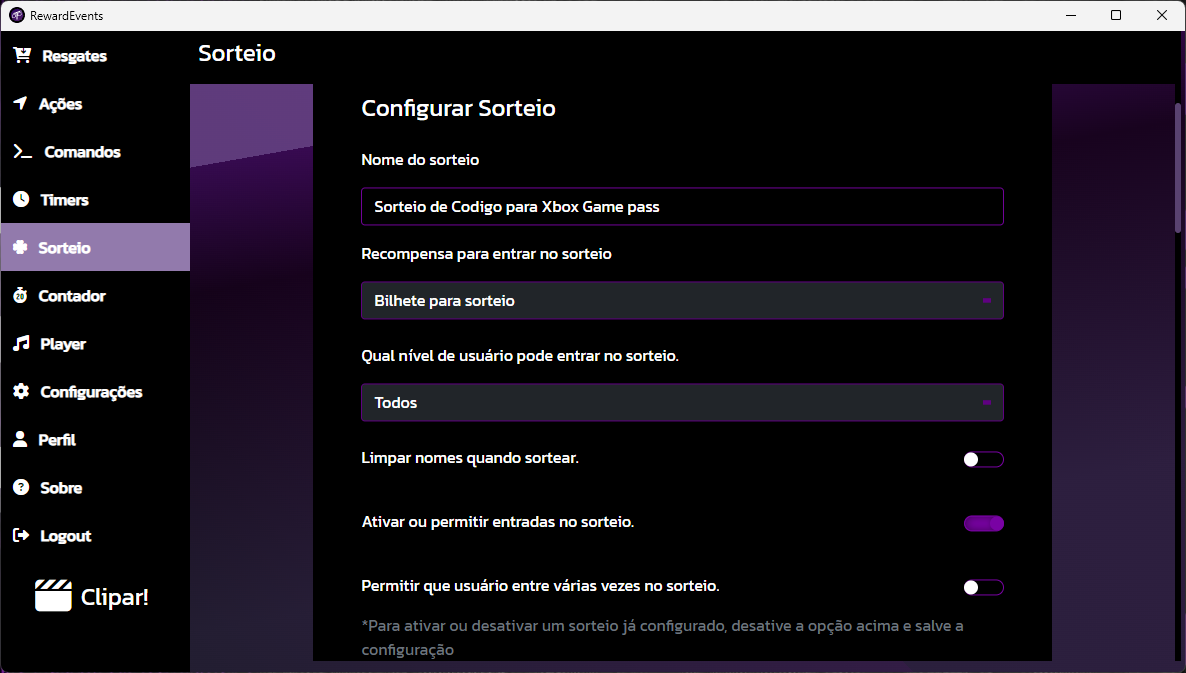 RewardEvents
Resgates
Ações
Comandos
Timers
Sorteio
20
Contador
Player
Configurações
Perfil
?
Sobre
Logout
Clipar!
Sorteio
Configurar Sorteio
Nome do sorteio
Sorteio de Codigo para Xbox Game pass
Recompensa para entrar no sorteio
Bilhete para sorteio
Qual nível de usuário pode entrar no sorteio.
Todos
Limpar nomes quando sortear.
Ativar ou permitir entradas no sorteio.
Permitir que usuário entre várias vezes no sorteio.
*Para ativar ou desativar um sorteio já configurado, desative a opção acima e salve a
configuração